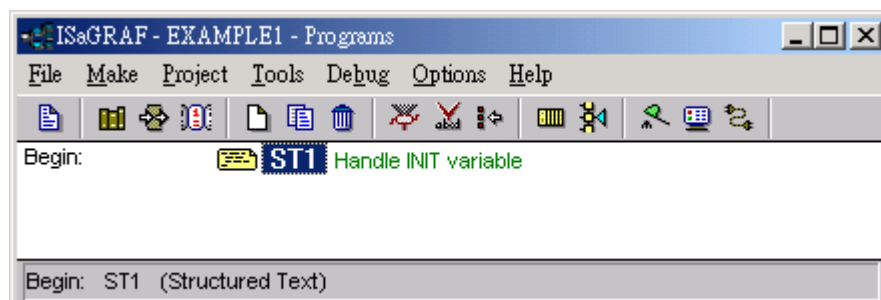 ISaGRAF - EXAMPLE1 - Programs
File Make Project Tools Debug Options Help
Begin: ST1 Handle INIT variable
Begin: ST1 (Structured Text)